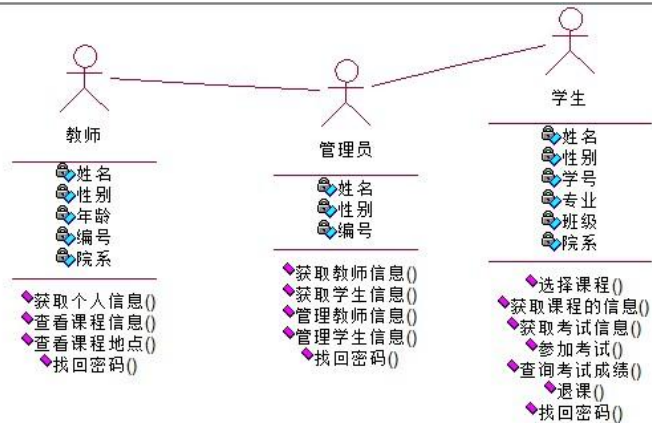 教师
姓名
性别
年龄
编号
院系
获取个人信息()
查看课程信息()
查看课程地点()
找回密码()
管理员
姓名
性别
编号
获取教师信息()
获取学生信息()
管理教师信息()
管理学生信息()
找回密码()
学生
姓名
性别
学号
专业
班级
院系
选择课程()
获取课程的信息()
获取考试信息()
参加考试()
查询考试成绩()
退课()
找回密码()